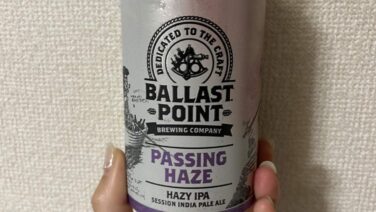 DEDICATED TO THE CRAFT
BALLAST
POINT
BREWING COMPANY
PASSING
HAZE
HAZY IPA
SESSION INDIA PALE ALE